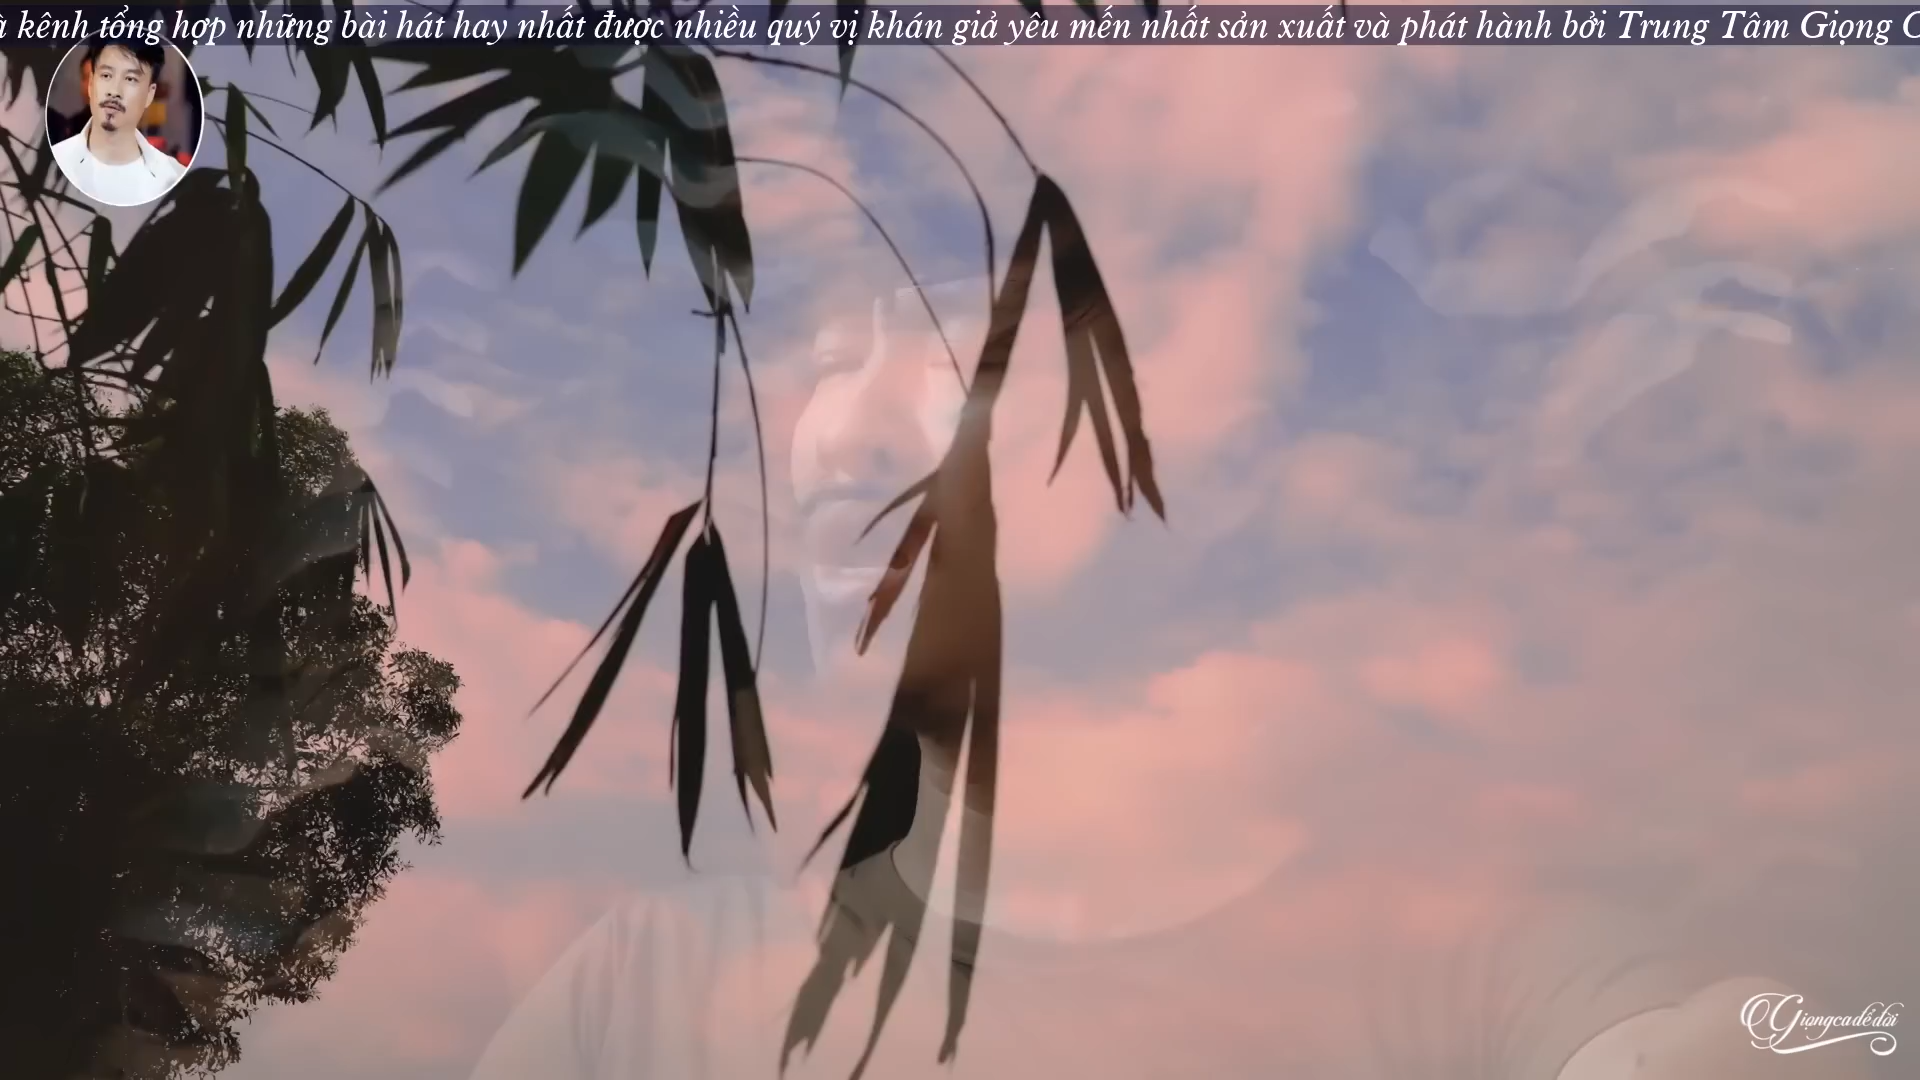 kênh tổng hợp những bài hát hay nhất được nhiều quý vị khán giả yêu mến nhất sản xuất và phát hành bởi Trung Tâm Giọng
Giọngcadểđời